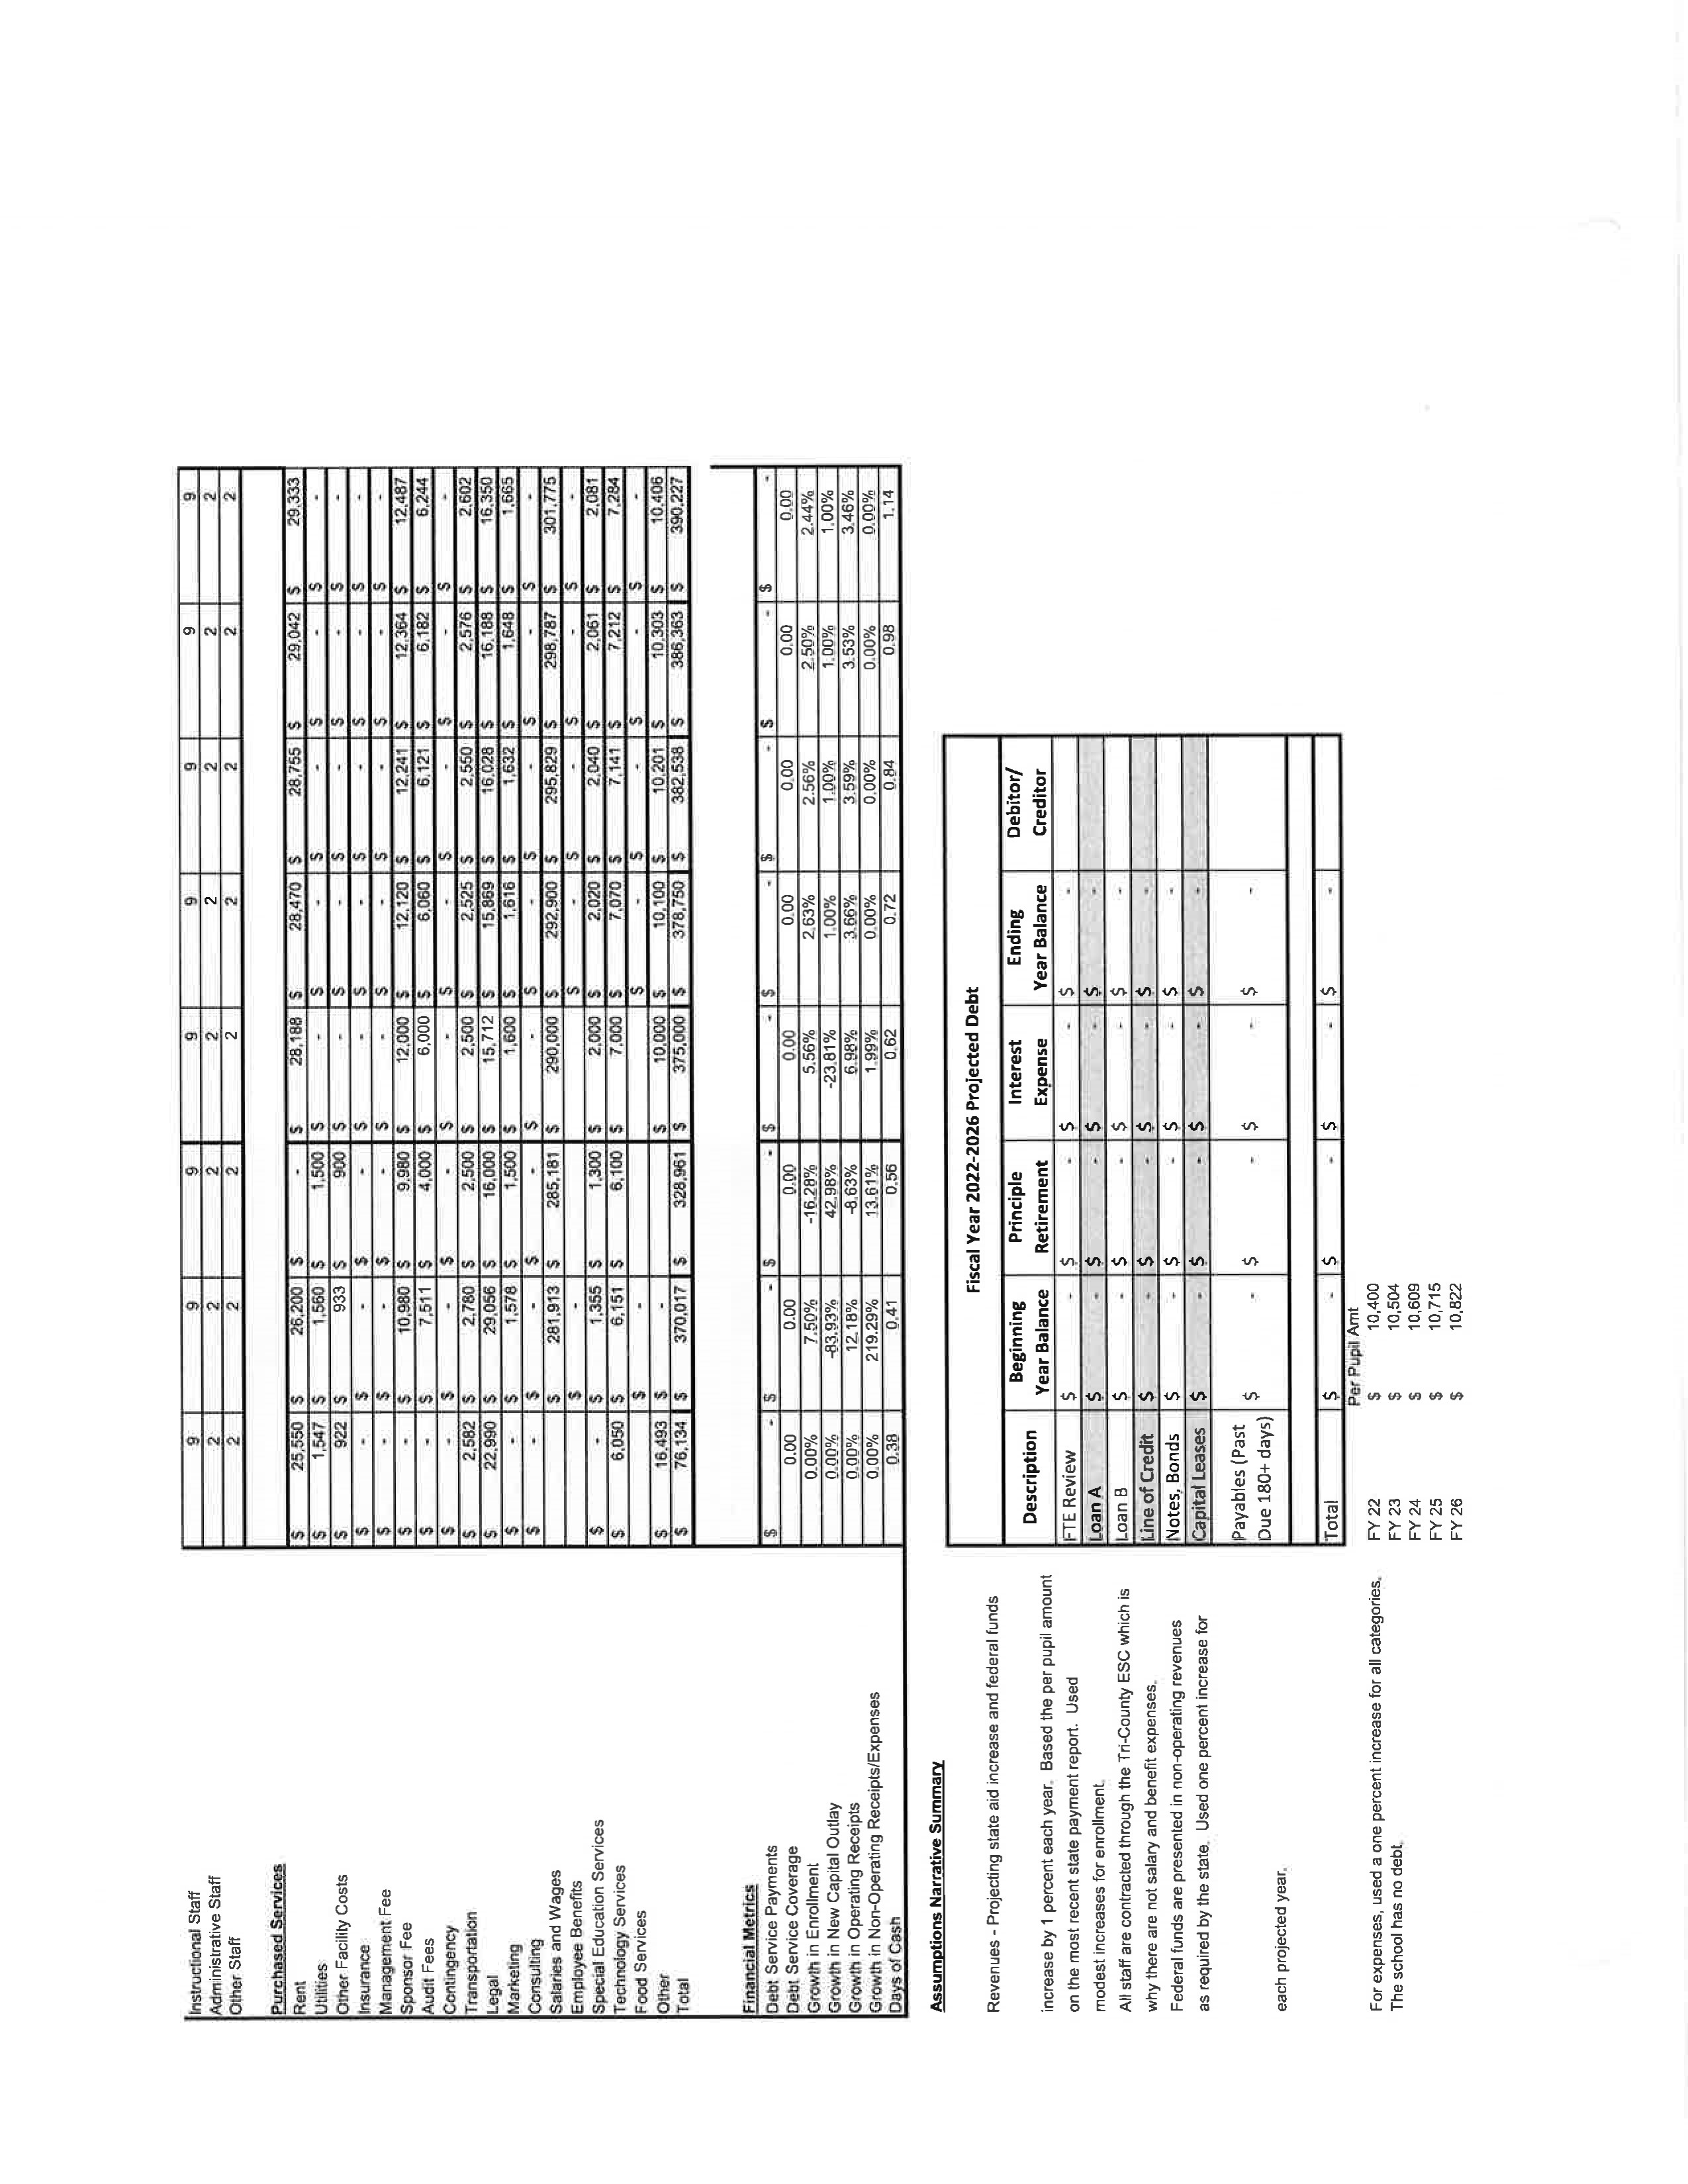 Instructional Staff 9 9 9 9 9 9 9 9
Administrative Staff 2 2 2 2 2 2 2 2
Other Staff 2 2 2 2 2 2 2 2
Purchased Services
Rent $ 25,550 $ 26,200 $ - $ 28,188 $ 28,470 $ 28,755 $ 29,042 $ 29,333
Utilities $ 1,547 $ 1,560 $ 1,500 $ - $ - $ - $ - $ -
Other Facility Costs $ 922 $ 933 $ 900 $ - $ - $ - $ - $ -
Insurance $ - $ - $ - $ - $ - $ - $ - $ -
Management Fee $ - $ - $ - $ - $ - $ - $ - $ -
Sponsor Fee $ - $ 10,980 $ 9,980 $ 12,000 $ 12,120 $ 12,241 $ 12,364 $ 12,487
Audit Fees $ - $ 7,511 $ 4,000 $ 6,000 $ 6,060 $ 6,121 $ 6,182 $ 6,244
Contingency $ - $ - $ - $ - $ - $ - $ - $ -
Transportation $ 2,582 $ 2,780 $ 2,500 $ 2,500 $ 2,525 $ 2,550 $ 2,576 $ 2,602
Legal $ 22,990 $ 29,056 $ 16,000 $ 15,712 $ 15,869 $ 16,028 $ 16,188 $ 16,350
Marketing $ - $ 1,578 $ 1,500 $ 1,600 $ 1,616 $ 1,632 $ 1,648 $ 1,665
Consulting $ - $ - $ - $ - $ - $ - $ - $ -
Salaries and Wages $ 281,913 $ 285,181 $ 290,000 $ 292,900 $ 295,829 $ 298,787 $ 301,775
Employee Benefits $ - $ - $ - $ - $ -
Special Education Services $ - $ 1,355 $ 1,300 $ 2,000 $ 2,020 $ 2,040 $ 2,061 $ 2,081
Technology Services $ 6,050 $ 6,151 $ 6,100 $ 7,000 $ 7,070 $ 7,141 $ 7,212 $ 7,284
Food Services $ - $ - $ - $ - $ -
Other $ 16,493 $ - $ 10,000 $ 10,100 $ 10,201 $ 10,303 $ 10,406
Total $ 76,134 $ 370,017 $ 328,961 $ 375,000 $ 378,750 $ 382,538 $ 386,363 $ 390,227
Financial Metrics
Debt Service Payments $ - $ - $ - $ - $ - $ - $ - $ -
Debt Service Coverage 0.00 0.00 0.00 0.00 0.00 0.00 0.00 0.00
Growth in Enrollment 0.00% 7.50% -16.28% 5.56% 2.63% 2.56% 2.50% 2.44%
Growth in New Capital Outlay 0.00% -83.93% 42.98% -23.81% 1.00% 1.00% 1.00% 1.00%
Growth in Operating Receipts 0.00% 12.18% -8.63% 6.98% 3.66% 3.59% 3.53% 3.46%
Growth in Non-Operating Receipts/Expenses 0.00% 219.29% 13.61% 1.99% 0.00% 0.00% 0.00% 0.00%
Days of Cash 0.38 0.41 0.56 0.62 0.72 0.84 0.98 1.14
Assumptions Narrative Summary
Revenues - Projecting state aid increase and federal funds
increase by 1 percent each year. Based the per pupil amount
on the most recent state payment report. Used
modest increases for enrollment.
All staff are contracted through the Tri-County ESC which is
why there are not salary and benefit expenses.
Federal funds are presented in non-operating revenues
as required by the state. Used one percent increase for
each projected year.
For expenses, used a one percent increase for all categories.
The school has no debt.
Fiscal Year 2022-2026 Projected Debt
Description Beginning Year Balance Principle Retirement Interest Expense Ending Year Balance Debitor/ Creditor
FTE Review $ - $ - $ - $ -
Loan A $ - $ - $ - $ -
Loan B $ - $ - $ - $ -
Line of Credit $ - $ - $ - $ -
Notes, Bonds $ - $ - $ - $ -
Capital Leases $ - $ - $ - $ -
Payables (Past
Due 180+ days) $ - $ - $ - $ -
Total $ - $ - $ - $ -
Per Pupil Amt
FY 22 $ 10,400
FY 23 $ 10,504
FY 24 $ 10,609
FY 25 $ 10,715
FY 26 $ 10,822